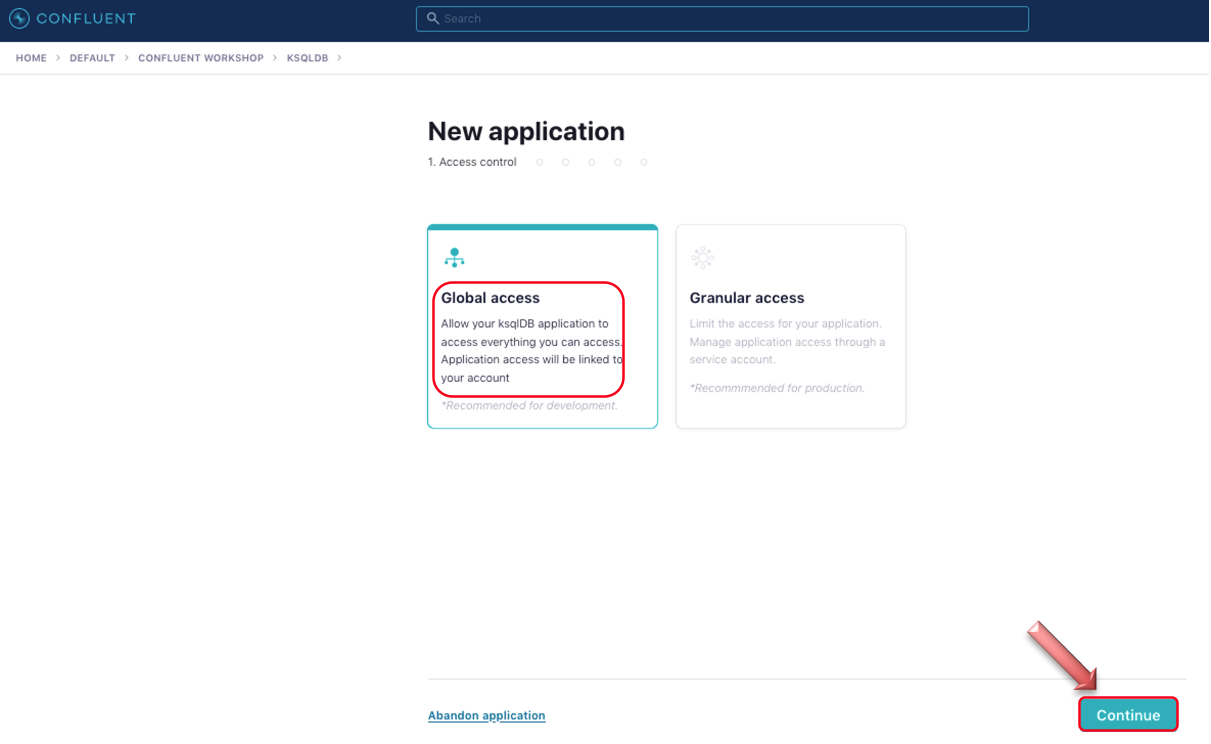 CONFLUENT
Search
HOME > DEFAULT > CONFLUENT WORKSHOP > KSQLDB >
New application
1. Access control
Global access
Allow your ksqlDB application to
access everything you can access.
Application access will be linked to
your account
*Recommended for development.
Granular access
Limit the access for your application.
Manage application access through a
service account.
*Recommmended for production.
Abandon application
Continue